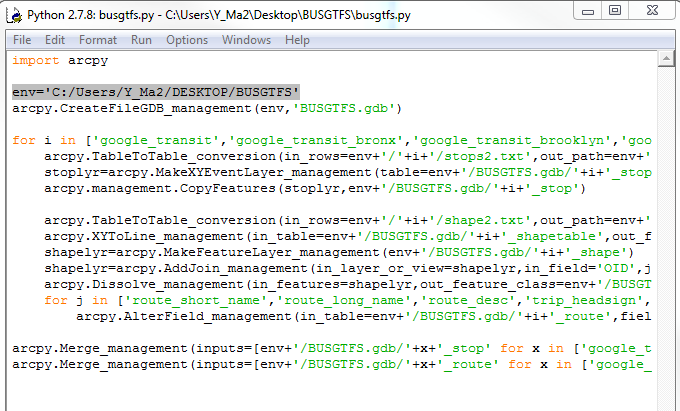 Python 2.7.8: busgtfs.py - C:\Users\Y_Ma2\Desktop\BUSGTFS\busgtfs.py
File Edit Format Run Options Windows Help
import arcpy
env='C:/Users/Y_Ma2/DESKTOP/BUSGTFS'
arcpy.CreateFileGDB_management(env,'BUSGTFS.gdb')
for i in ['google_transit','google_transit_bronx','google_transit_brooklyn','goo
arcpy.TableToTable_conversion(in_rows=env+'/'+i+'/stops2.txt',out_path=env+'
stoplyr=arcpy.MakeXYEventLayer_management(table=env+'/BUSGTFS.gdb/'+i+'_stop
arcpy.management.CopyFeatures(stoplyr,env+'/BUSGTFS.gdb/'+i+'_stop')
arcpy.TableToTable_conversion(in_rows=env+'/'+i+'/shape2.txt',out_path=env+'
arcpy.XYToLine_management(in_table=env+'/BUSGTFS.gdb/'+i+'_shapetable',out_f
shapelyr=arcpy.MakeFeatureLayer_management(env+'/BUSGTFS.gdb/'+i+'_shape')
shapelyr=arcpy.AddJoin_management(in_layer_or_view=shapelyr,in_field='OID',j
arcpy.Dissolve_management(in_features=shapelyr,out_feature_class=env+'/BUSGT
for j in ['route_short_name','route_long_name','route_desc','trip_headsign',
arcpy.AlterField_management(in_table=env+'/BUSGTFS.gdb/'+i+'_route',fiel
arcpy.Merge_management(inputs=[env+'/BUSGTFS.gdb/'+x+'_stop' for x in ['google_t
arcpy.Merge_management(inputs=[env+'/BUSGTFS.gdb/'+x+'_route' for x in ['google_